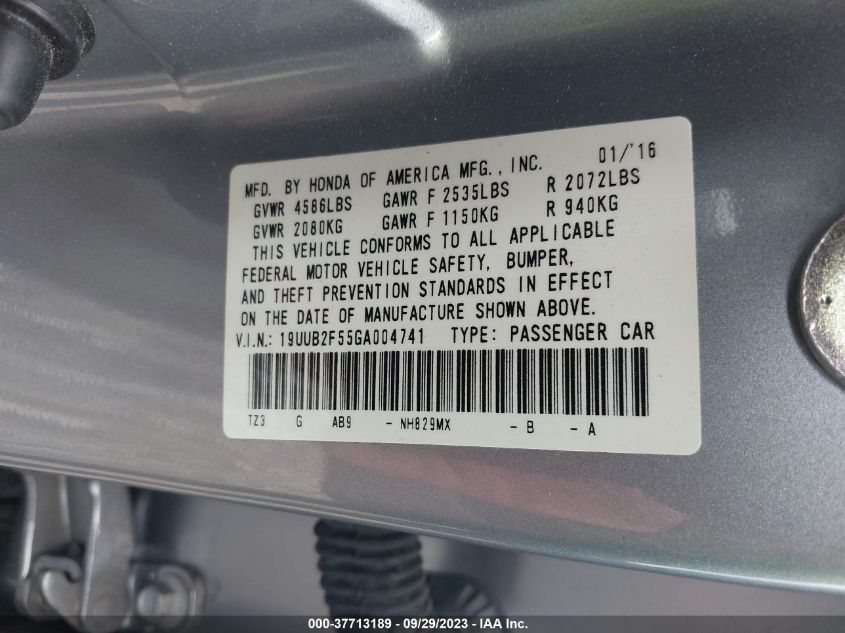 MFD. BY HONDA OF AMERICA MFG., INC. 01/'16
GVWR 4586LBS GAWR F 2535LBS R 2072LBS
GVWR 2080KG GAWR F 1150KG R 940KG
THIS VEHICLE CONFORMS TO ALL APPLICABLE
FEDERAL MOTOR VEHICLE SAFETY, BUMPER,
AND THEFT PREVENTION STANDARDS IN EFFECT
ON THE DATE OF MANUFACTURE SHOWN ABOVE.
V.I.N.: 19UUB2F55GA004741 TYPE: PASSENGER CAR
TZ3 G AB9 - NH829MX - B - A
000-37713189 - 09/29/2023 - IAA Inc.